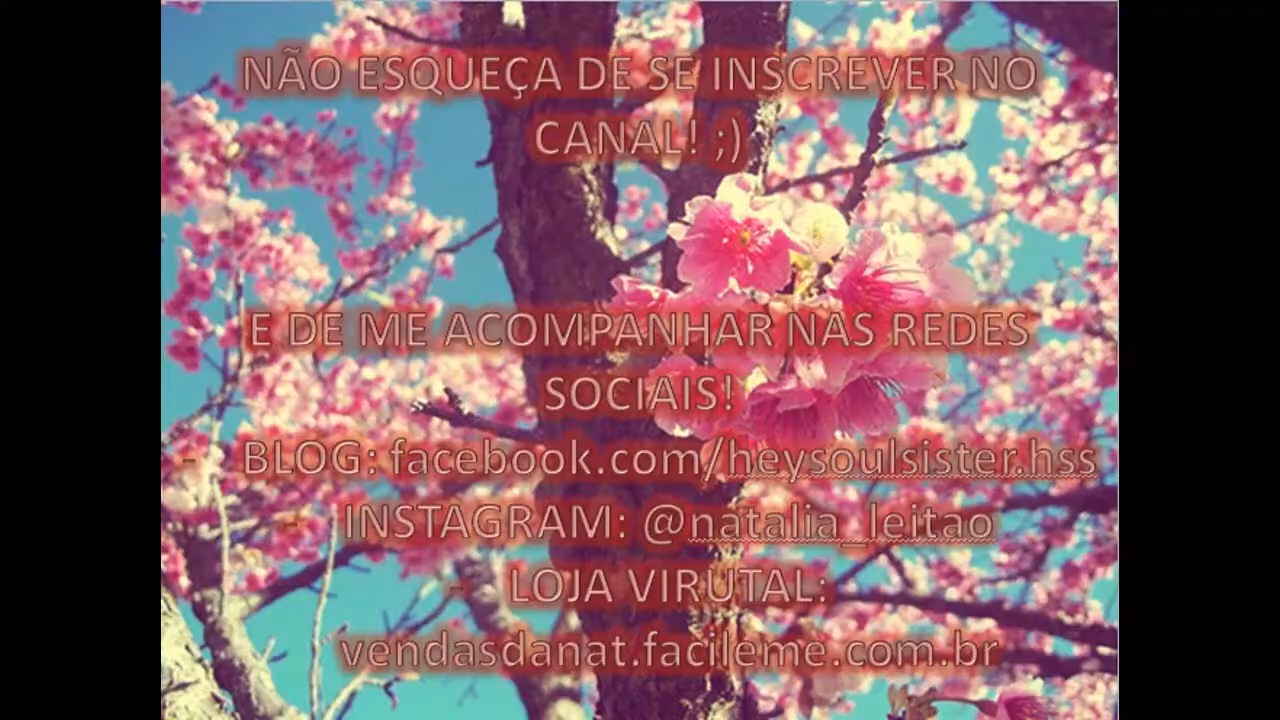 NÃO ESQUEÇA DE SE INSCREVER NO
CANAL! ;)
E DE ME ACOMPANHAR NAS REDES
SOCIAIS!
- BLOG: facebook.com/heysoulsister.hss
- INSTAGRAM: @natalia_leitao
- LOJA VIRUTAL:
vendasdanat.facileme.com.br